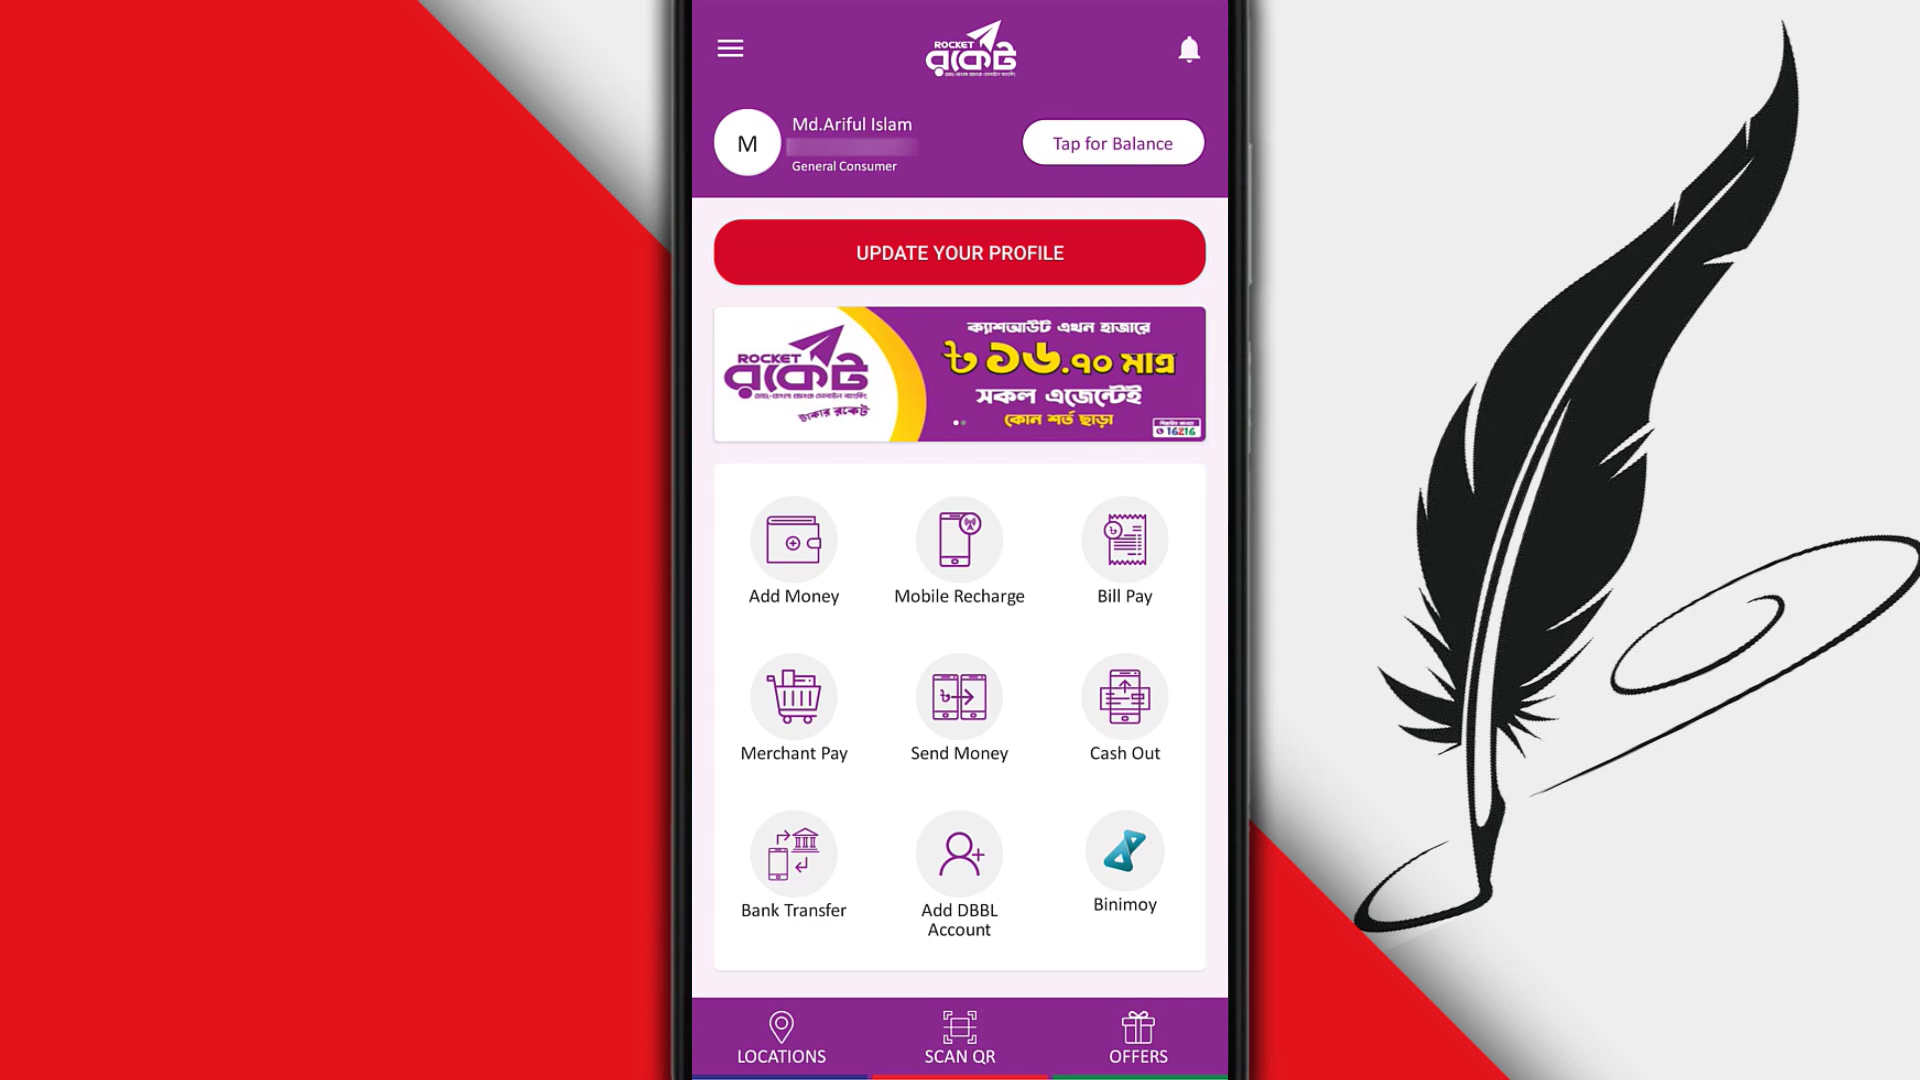 ROCKET
রকেট
Md.Ariful Islam
M
Tap for Balance
General Consumer
UPDATE YOUR PROFILE
ক্যাশআউট এখন হাজারে
৳ ১৬.৭০ মাত্র
সকল এজেন্টেই
কোন শর্ত ছাড়া
ROCKET
রকেট
ডাচ্-বাংলা ব্যাংক মোবাইল ব্যাংকিং
টাকার রকেট
16216
Add Money
Mobile Recharge
Bill Pay
Merchant Pay
Send Money
Cash Out
Bank Transfer
Add DBBL
Account
Binimoy
LOCATIONS
SCAN QR
OFFERS